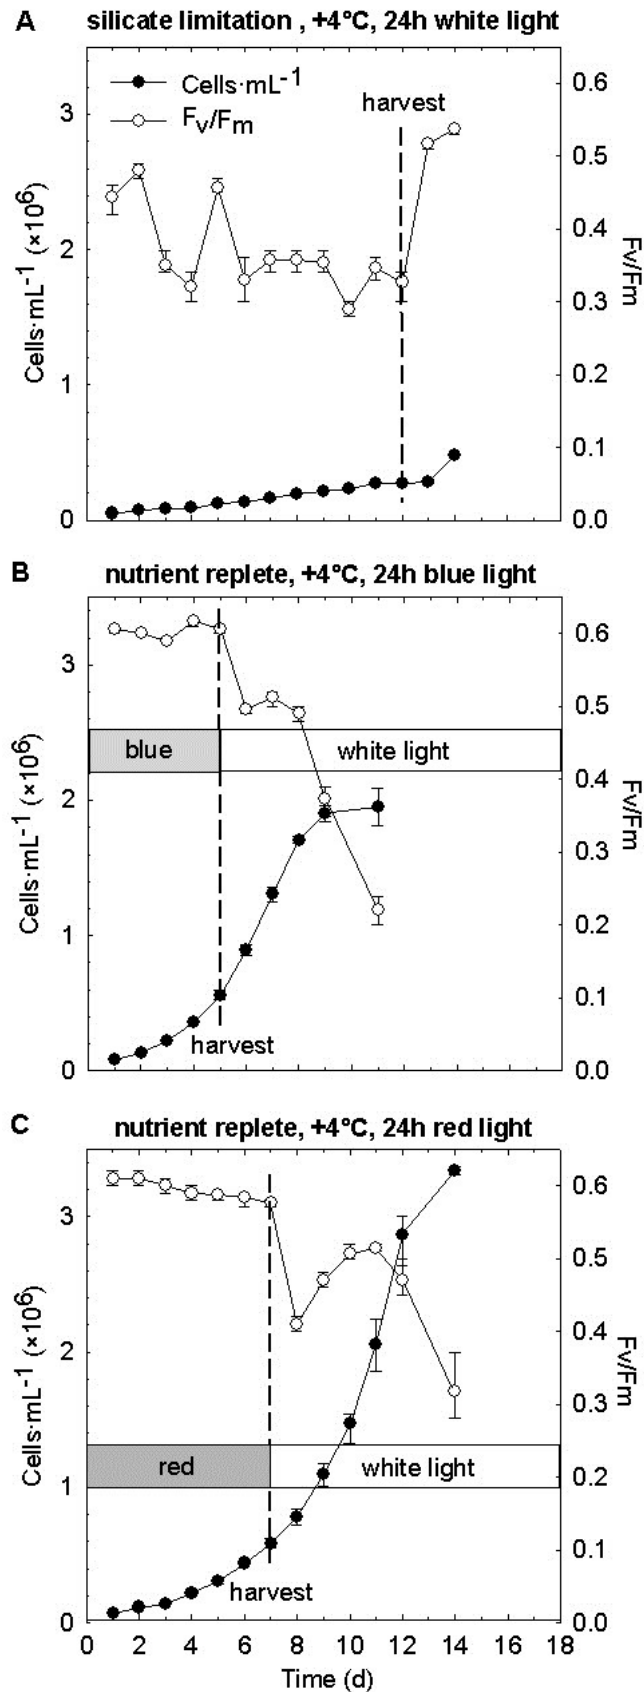 A silicate limitation , +4°C, 24h white light
Cells·mL⁻¹
Fᵥ/Fₘ
harvest
3
2
1
0
Cells·mL⁻¹ (×10⁶)
0.6
0.5
0.4
0.3
0.2
0.1
0.0
Fv/Fm
B nutrient replete, +4°C, 24h blue light
blue
white light
harvest
3
2
1
0
Cells·mL⁻¹ (×10⁶)
0.6
0.5
0.4
0.3
0.2
0.1
0.0
Fv/Fm
C nutrient replete, +4°C, 24h red light
red
white light
harvest
3
2
1
0
Cells·mL⁻¹ (×10⁶)
0.6
0.5
0.4
0.3
0.2
0.1
0.0
Fv/Fm
0 2 4 6 8 10 12 14 16 18
Time (d)